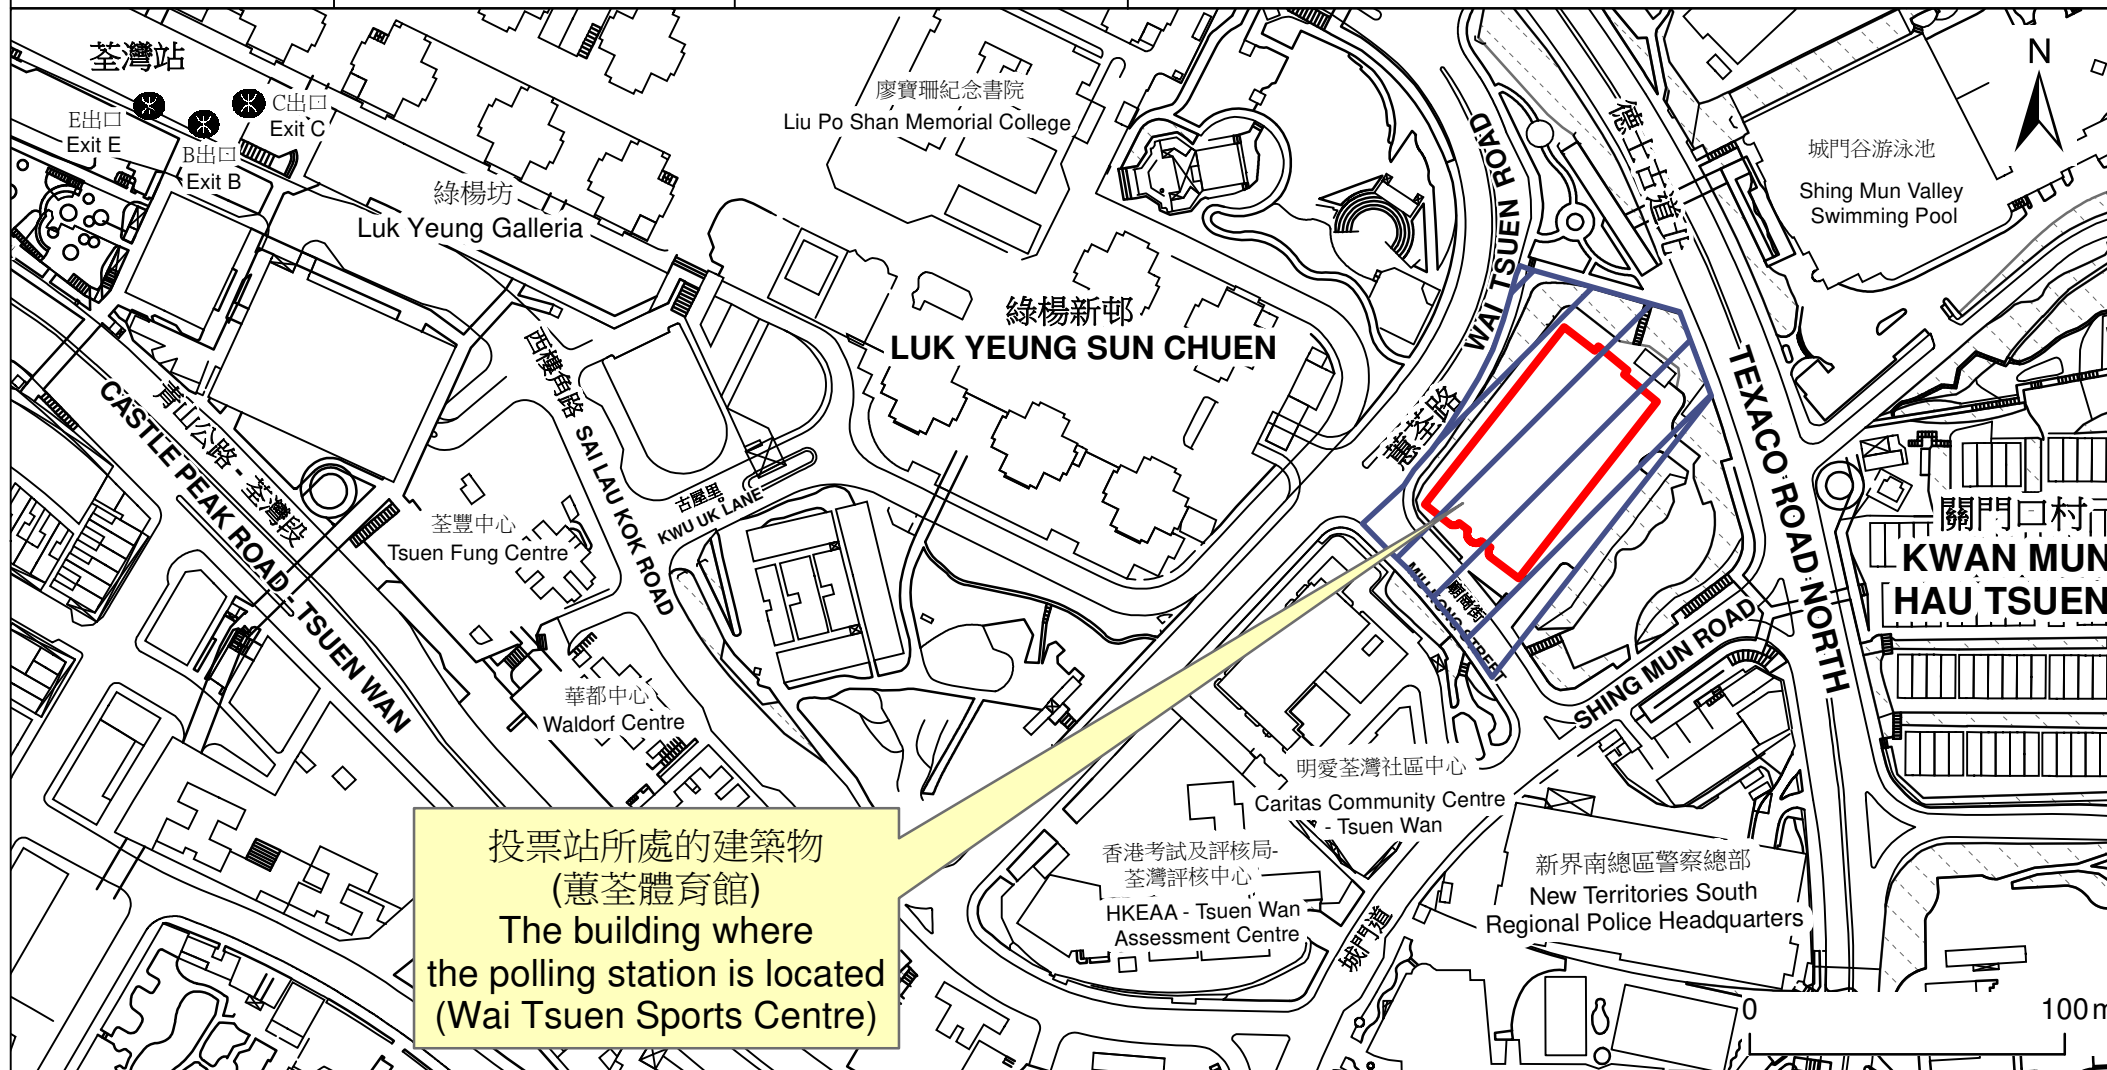 荃灣站
E出口
Exit E
B出口
Exit B
C出口
Exit C
綠楊坊
Luk Yeung Galleria
廖寶珊紀念書院
Liu Po Shan Memorial College
綠楊新邨
LUK YEUNG SUN CHUEN
WAI TSUEN ROAD
蕙荃路
德士古道北
TEXACO ROAD NORTH
N
城門谷游泳池
Shing Mun Valley
Swimming Pool
關門口村
KWAN MUN
HAU TSUEN
青山公路 - 荃灣段
CASTLE PEAK ROAD - TSUEN WAN
西樓角路 SAI LAU KOK ROAD
古屋里
KWU UK LANE
荃豐中心
Tsuen Fung Centre
華都中心
Waldorf Centre
SHING MUN ROAD
城門道
明愛荃灣社區中心
Caritas Community Centre
- Tsuen Wan
香港考試及評核局-
荃灣評核中心
HKEAA - Tsuen Wan
Assessment Centre
新界南總區警察總部
New Territories South
Regional Police Headquarters
投票站所處的建築物
(蕙荃體育館)
The building where
the polling station is located
(Wai Tsuen Sports Centre)
0 100m